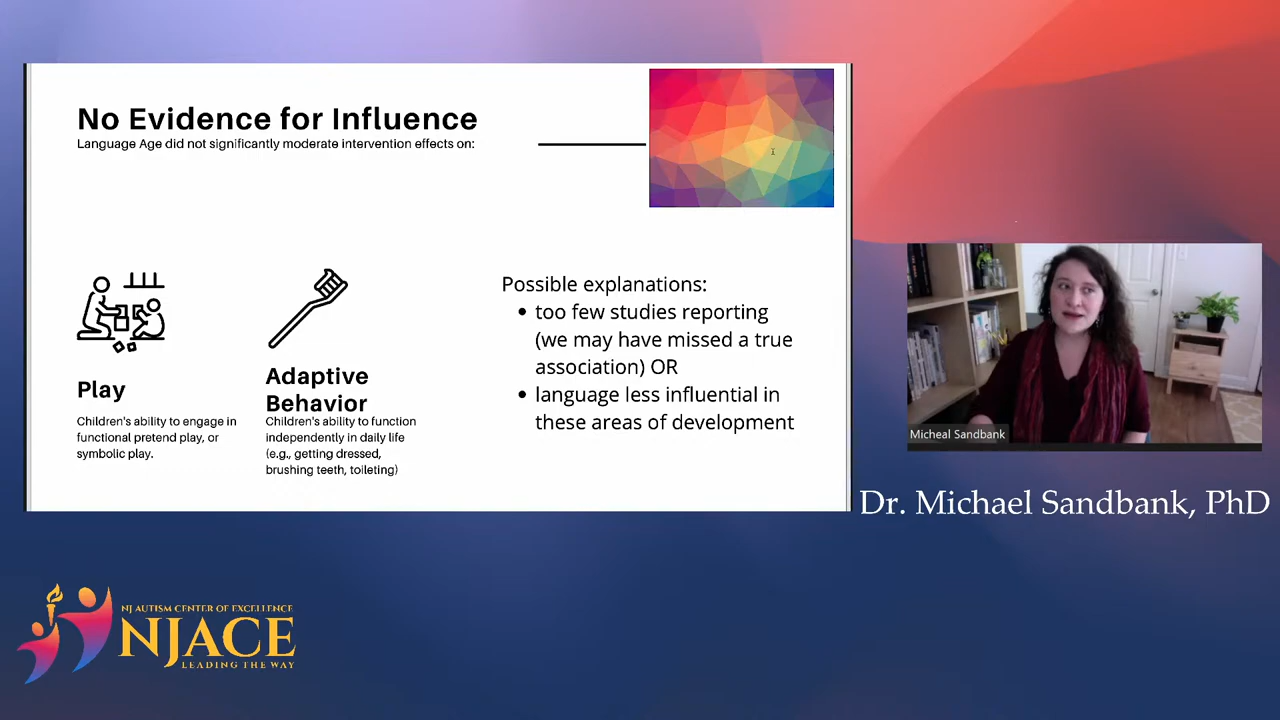 No Evidence for Influence
Language Age did not significantly moderate intervention effects on:
Play
Children's ability to engage in
functional pretend play, or
symbolic play.
Adaptive
Behavior
Children's ability to function
independently in daily life
(e.g., getting dressed,
brushing teeth, toileting)
Possible explanations:
• too few studies reporting
(we may have missed a true
association) OR
• language less influential in
these areas of development
Micheal Sandbank
Dr. Michael Sandbank, PhD
NJ AUTISM CENTER OF EXCELLENCE
NJACE
LEADING THE WAY